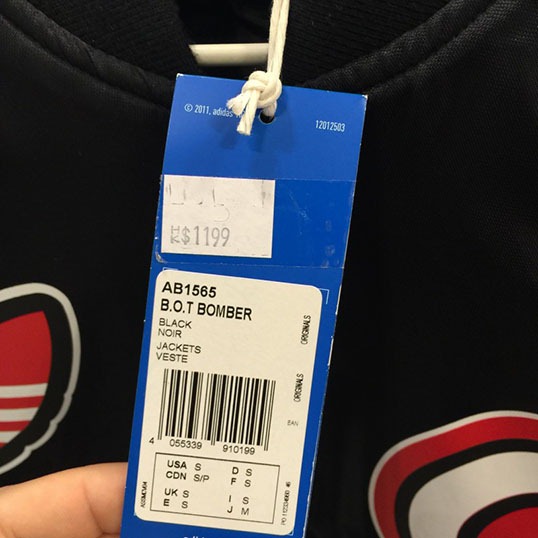 © 2011, adidas
12012503
HK$1199
AB1565
B.O.T BOMBER
BLACK
NOIR
JACKETS
VESTE
ORIGINALS
ORIGINALS
EAN
4 055339 910199
USA S D S
CDN S/P F S
UK S I S
E S J M